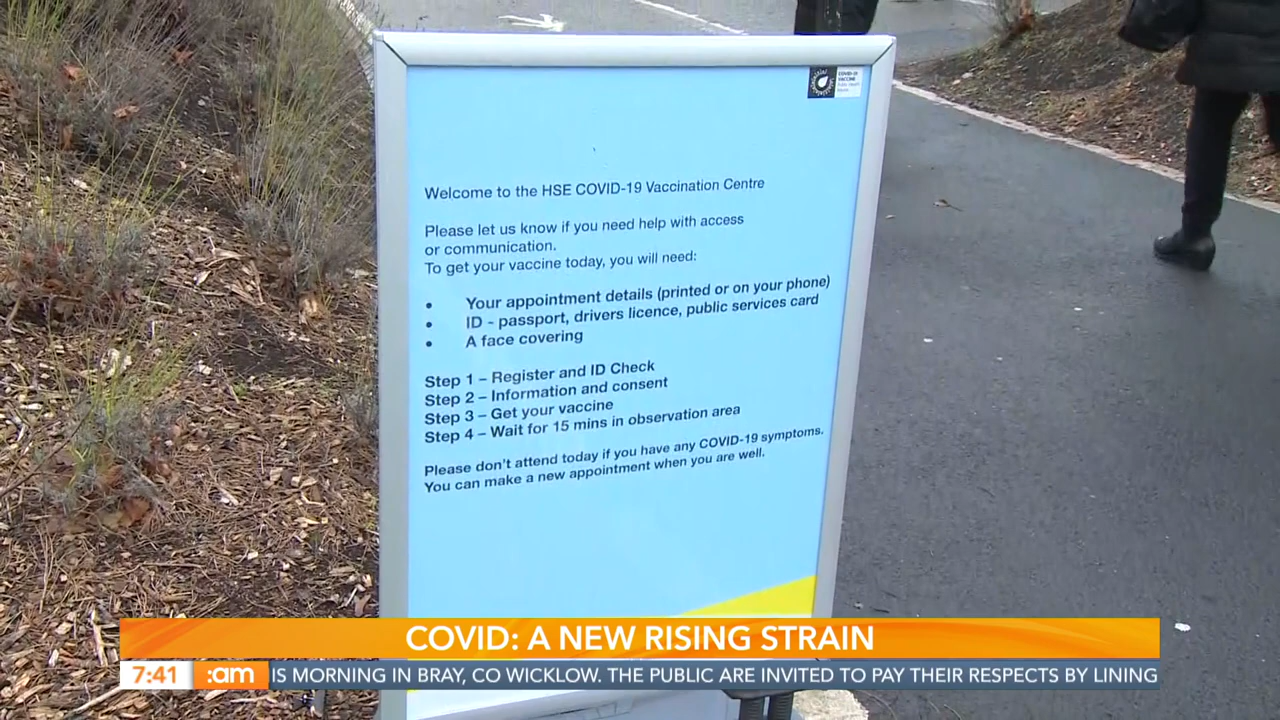 COVID-19
VACCINE
Public Health
Welcome to the HSE COVID-19 Vaccination Centre
Please let us know if you need help with access
or communication.
To get your vaccine today, you will need:
• Your appointment details (printed or on your phone)
• ID - passport, drivers licence, public services card
• A face covering
Step 1 – Register and ID Check
Step 2 – Information and consent
Step 3 – Get your vaccine
Step 4 – Wait for 15 mins in observation area
Please don't attend today if you have any COVID-19 symptoms.
You can make a new appointment when you are well.
COVID: A NEW RISING STRAIN
7:41 :am IS MORNING IN BRAY, CO WICKLOW. THE PUBLIC ARE INVITED TO PAY THEIR RESPECTS BY LINING